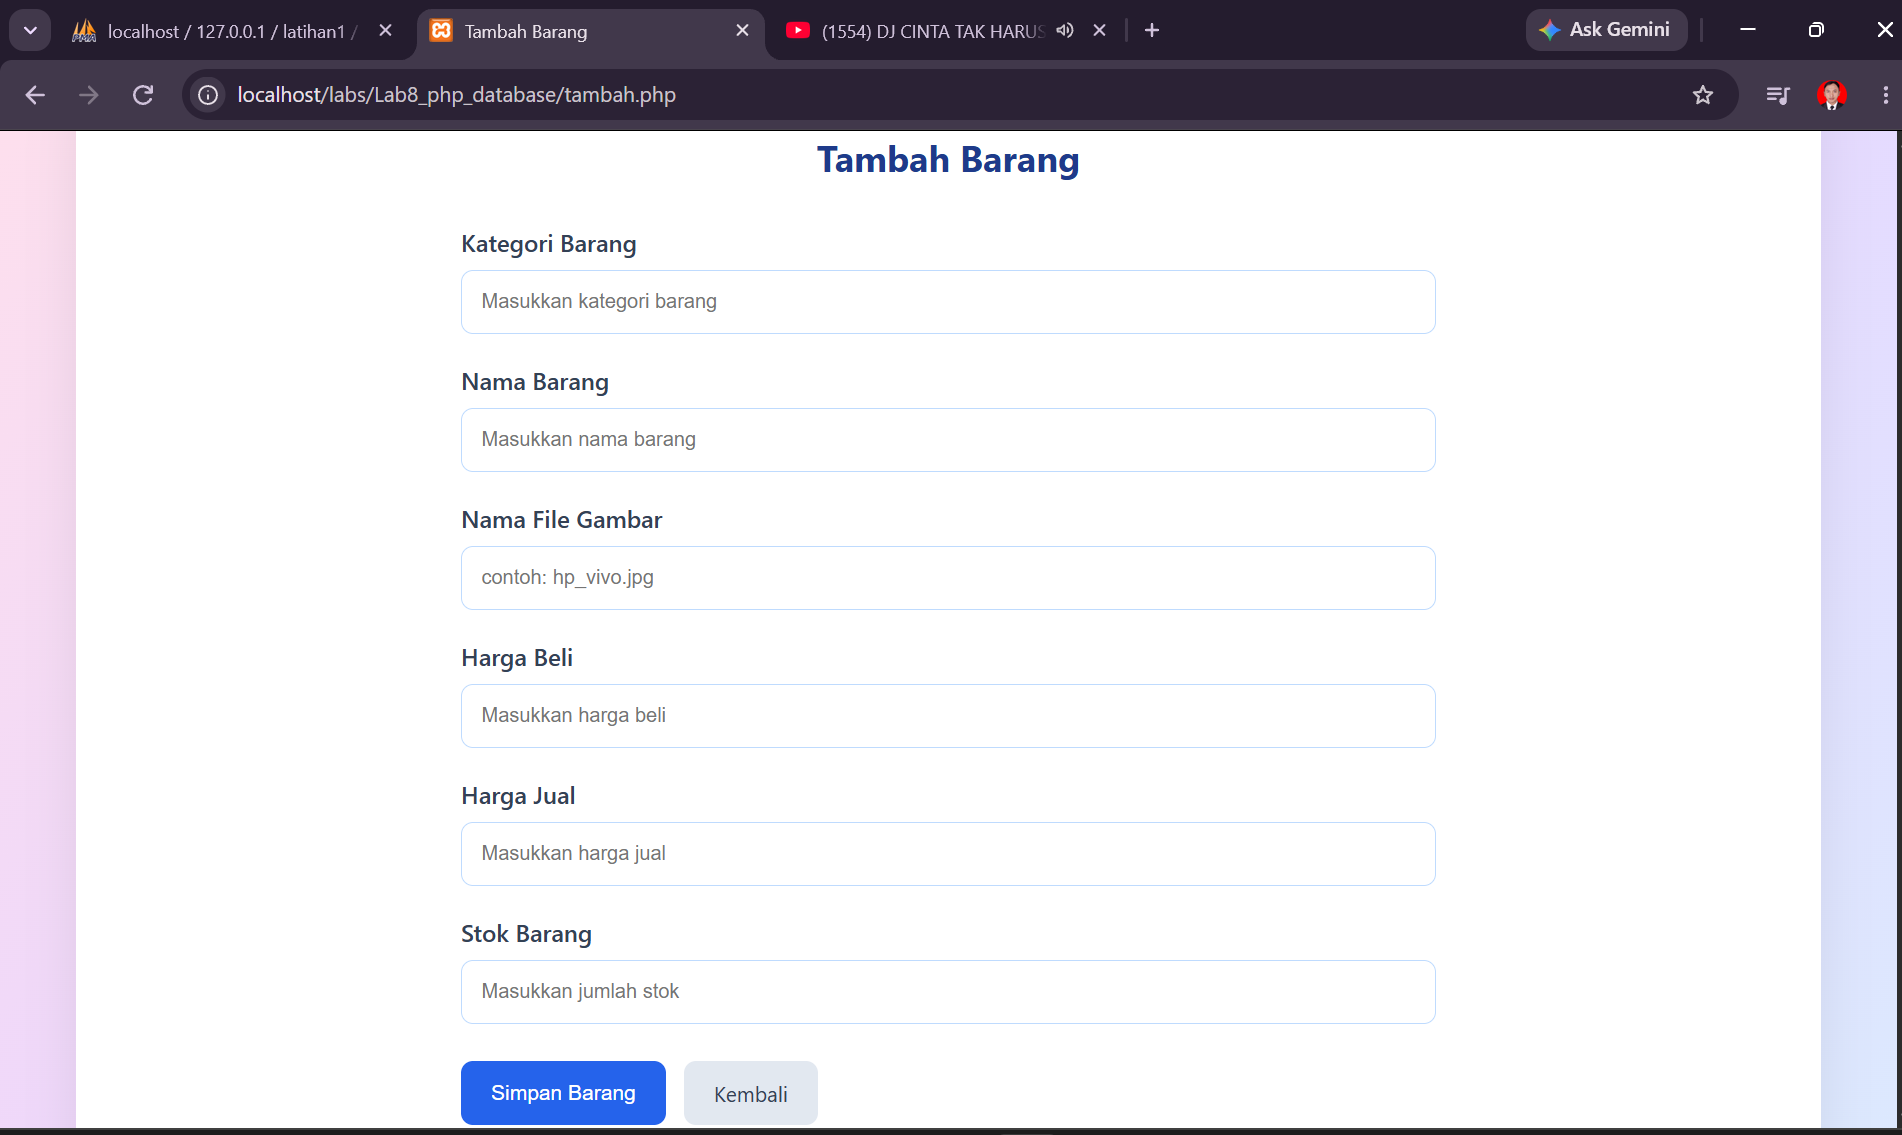 localhost / 127.0.0.1 / latihan1 /
Tambah Barang
(1554) DJ CINTA TAK HARUS
Ask Gemini
localhost/labs/Lab8_php_database/tambah.php
Tambah Barang
Kategori Barang
Masukkan kategori barang
Nama Barang
Masukkan nama barang
Nama File Gambar
contoh: hp_vivo.jpg
Harga Beli
Masukkan harga beli
Harga Jual
Masukkan harga jual
Stok Barang
Masukkan jumlah stok
Simpan Barang
Kembali